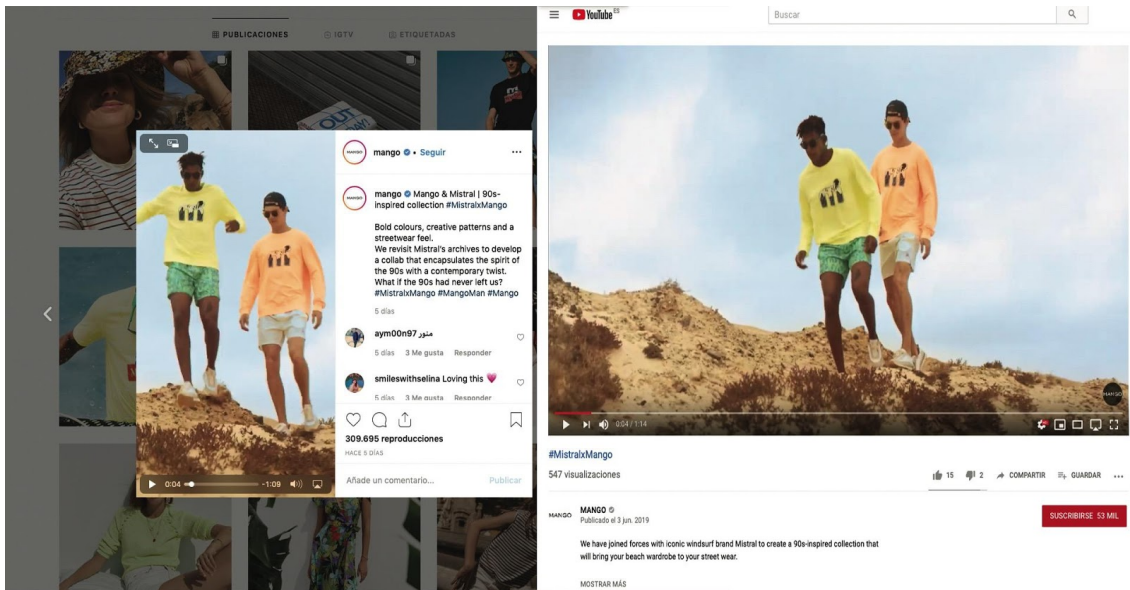 PUBLICACIONES
IGTV
ETIQUETADAS
OUT
MANGO
mango • Seguir
MANGO
mango Mango & Mistral | 90s-
inspired collection #MistralxMango
Bold colours, creative patterns and a
streetwear feel.
We revisit Mistral's archives to develop
a collab that encapsulates the spirit of
the 90s with a contemporary twist.
What if the 90s had never left us?
#MistralxMango #MangoMan #Mango
5 días
aym00n97 منور
5 días 3 Me gusta Responder
smileswithselina Loving this 💗
5 días 3 Me gusta Responder
309.695 reproducciones
HACE 5 DÍAS
Añade un comentario... Publicar
0:04 -1:09
YouTube ES
Buscar
MANGO
0:04 / 1:14
#MistralxMango
547 visualizaciones
15 2 COMPARTIR GUARDAR
MANGO
MANGO
Publicado el 3 jun. 2019
SUSCRIBIRSE 53 MIL
We have joined forces with iconic windsurf brand Mistral to create a 90s-inspired collection that
will bring your beach wardrobe to your street wear.
MOSTRAR MÁS